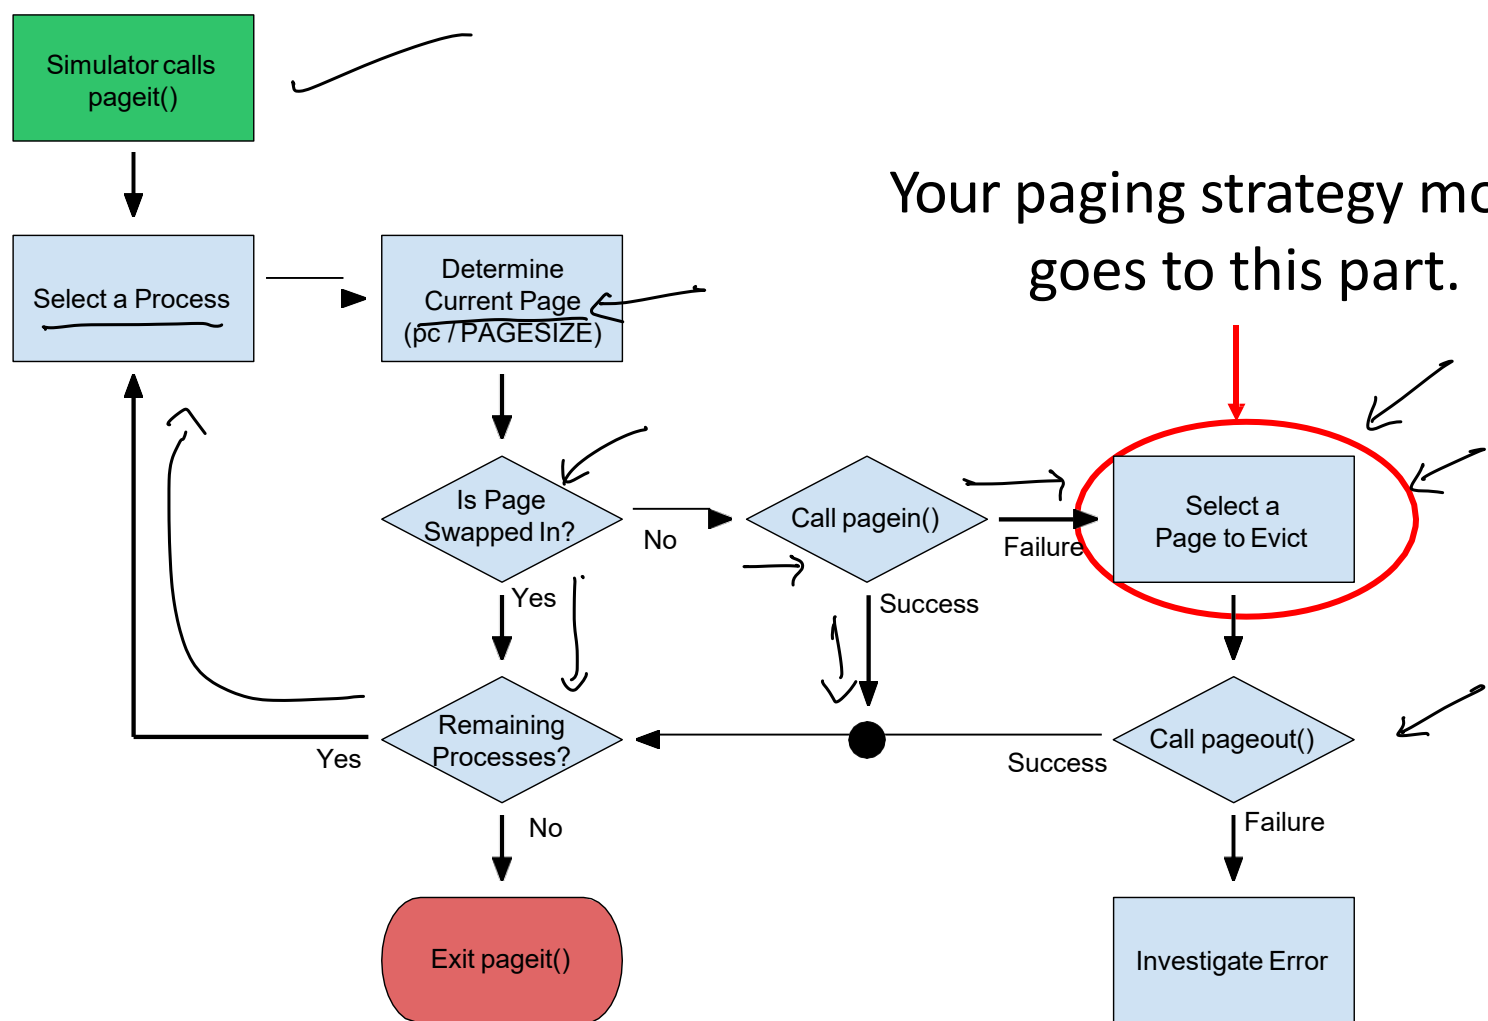 Simulator calls
pageit()
Your paging strategy
goes to this part.
Select a Process
Determine
Current Page
(pc / PAGESIZE)
Is Page
Swapped In?
No
Call pagein()
Failure
Select a
Page to Evict
Yes
Success
Remaining
Processes?
Yes
Success
Call pageout()
No
Failure
Exit pageit()
Investigate Error